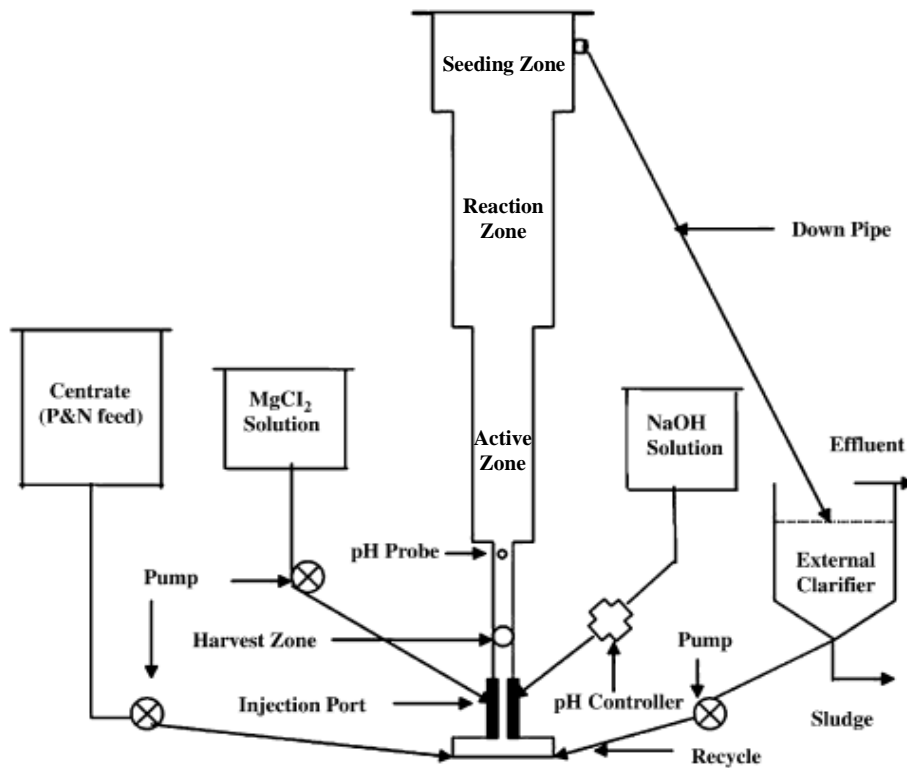 Seeding Zone
Reaction
Zone
Down Pipe
Centrate
(P&N feed)
MgCl₂
Solution
Active
Zone
NaOH
Solution
Effluent
pH Probe
External
Clarifier
Pump
Harvest Zone
Pump
Injection Port
pH Controller
Sludge
Recycle